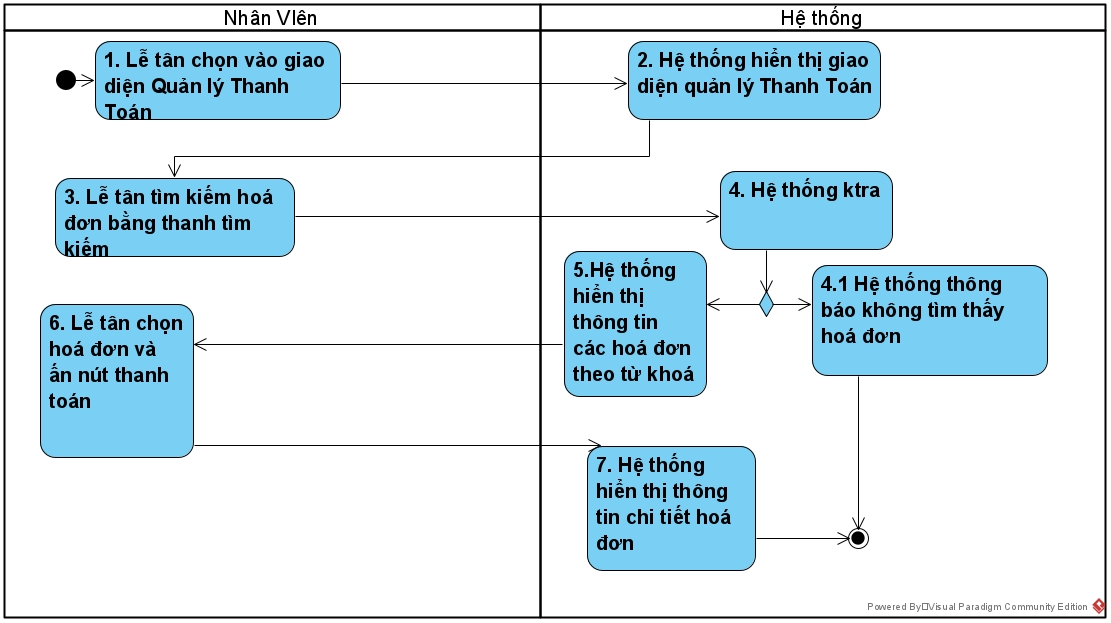 Nhân VIên
Hệ thống
1. Lễ tân chọn vào giao
diện Quản lý Thanh
Toán
2. Hệ thống hiển thị giao
diện quản lý Thanh Toán
3. Lễ tân tìm kiếm hoá
đơn bằng thanh tìm
kiếm
4. Hệ thống ktra
5.Hệ thống
hiển thị
thông tin
các hoá đơn
theo từ khoá
4.1 Hệ thống thông
báo không tìm thấy
hoá đơn
6. Lễ tân chọn
hoá đơn và
ấn nút thanh
toán
7. Hệ thống
hiển thị thông
tin chi tiết hoá
đơn
Powered By□Visual Paradigm Community Edition